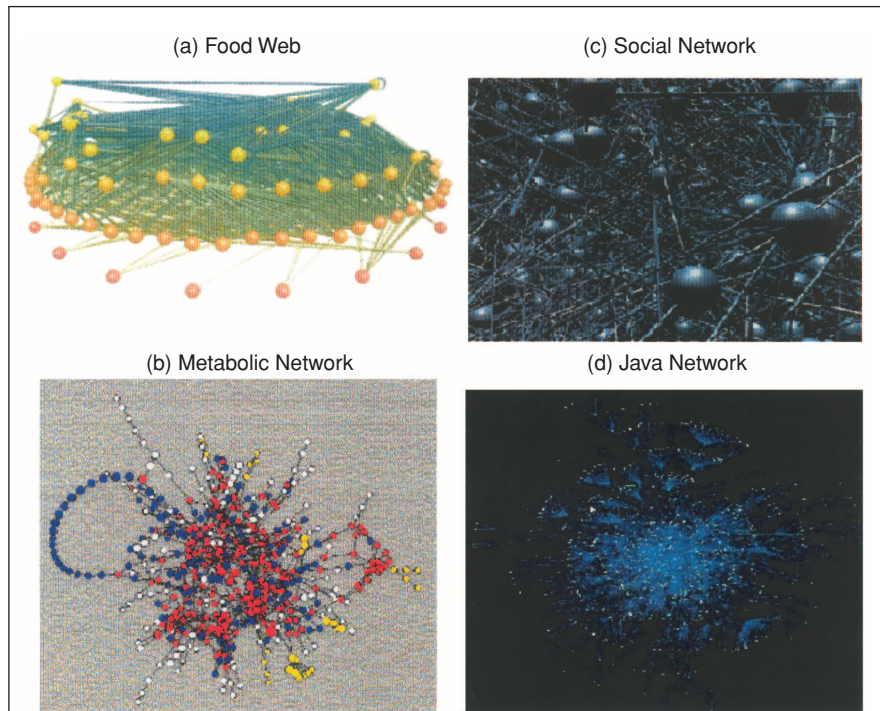 (a) Food Web
(c) Social Network
(b) Metabolic Network
(d) Java Network